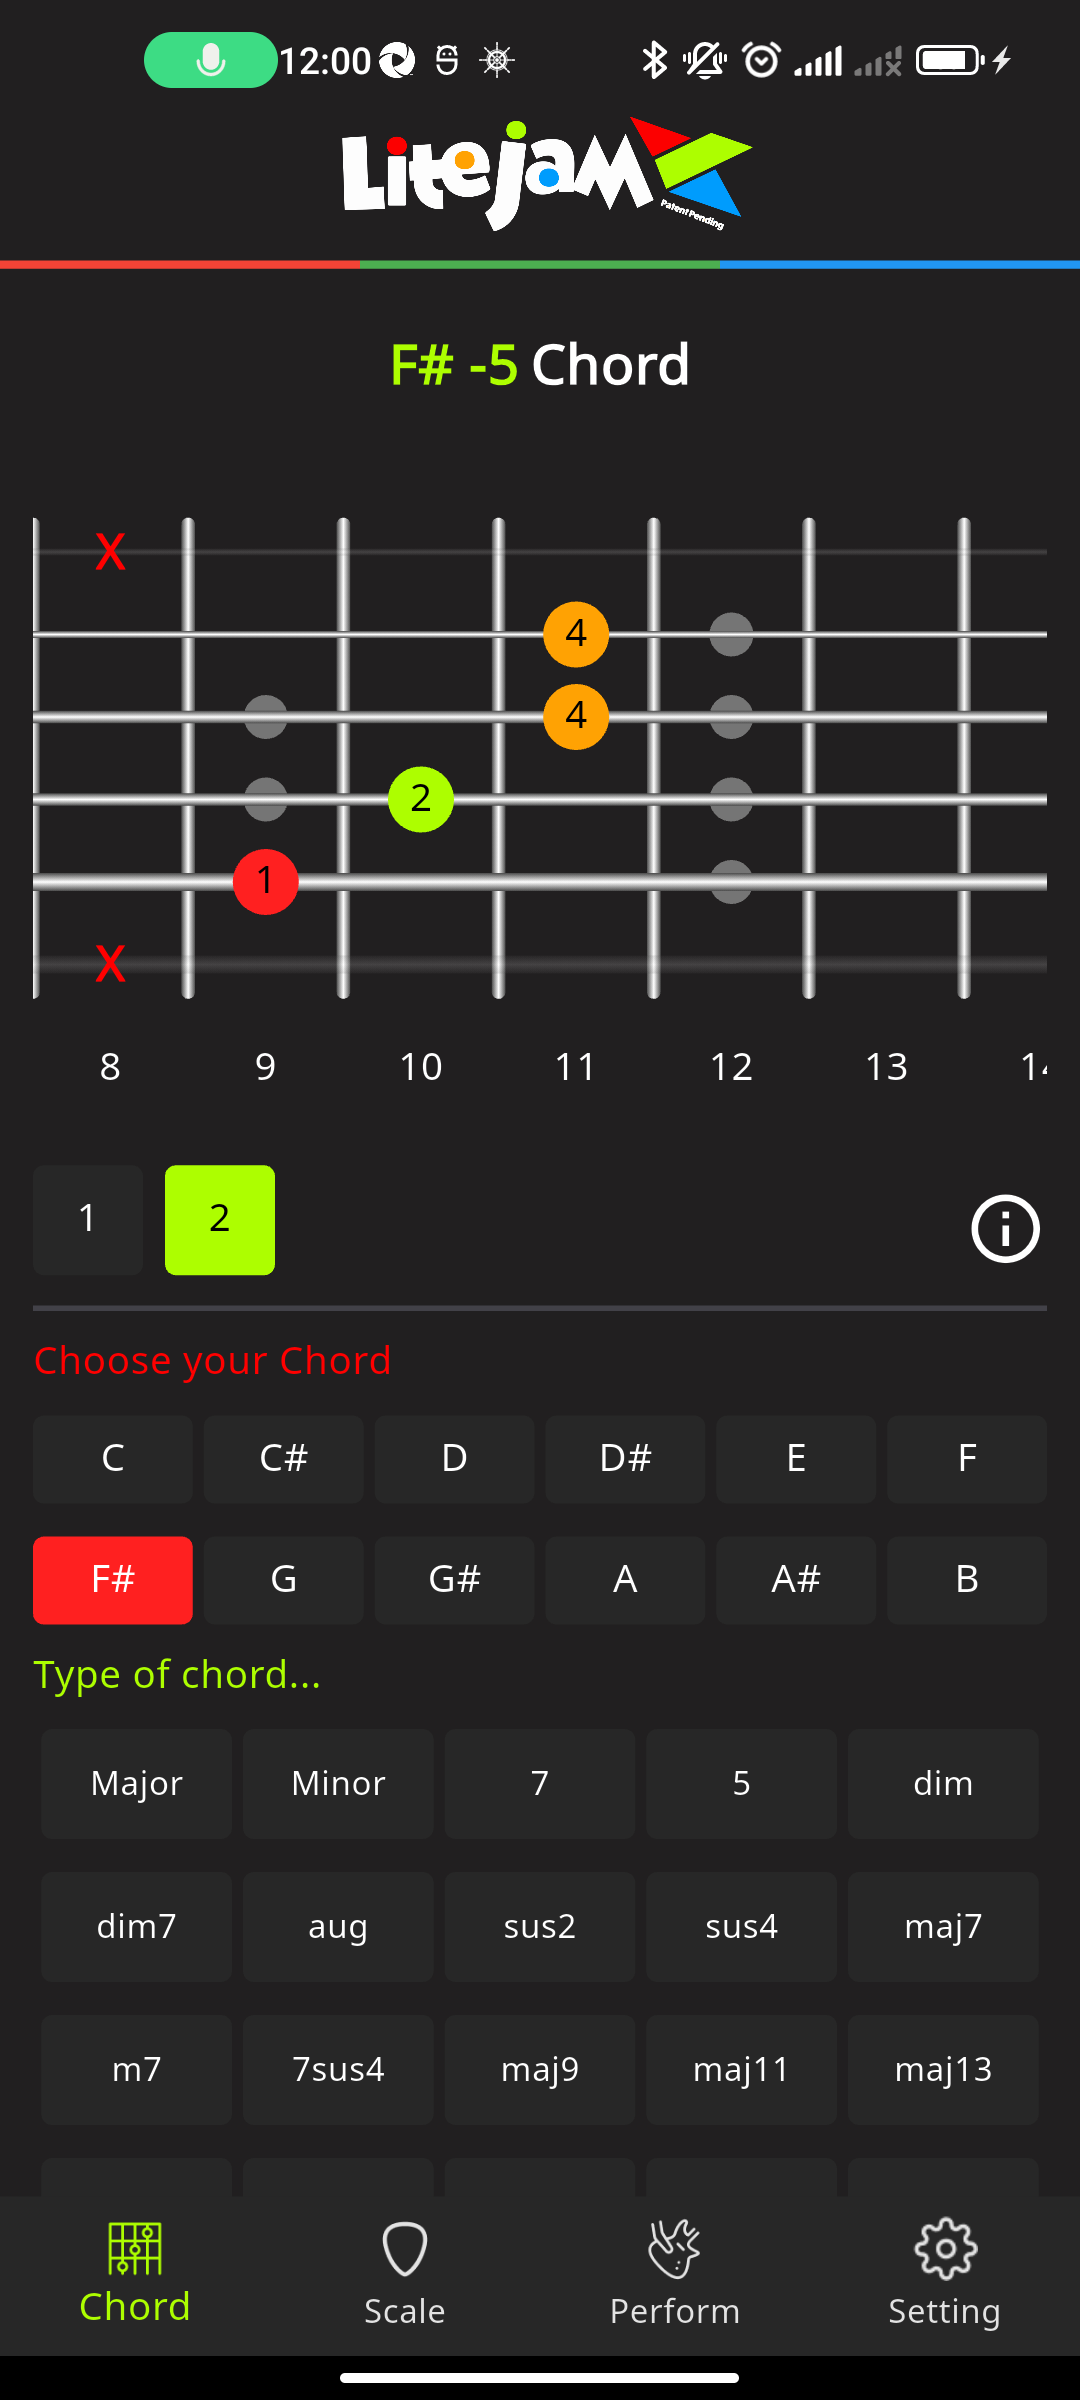 12:00
Litejam
Patent Pending
F# -5 Chord
X
4
4
2
1
X
8 9 10 11 12 13 14
1 2
Choose your Chord
C C# D D# E F
F# G G# A A# B
Type of chord...
Major Minor 7 5 dim
dim7 aug sus2 sus4 maj7
m7 7sus4 maj9 maj11 maj13
Chord Scale Perform Setting